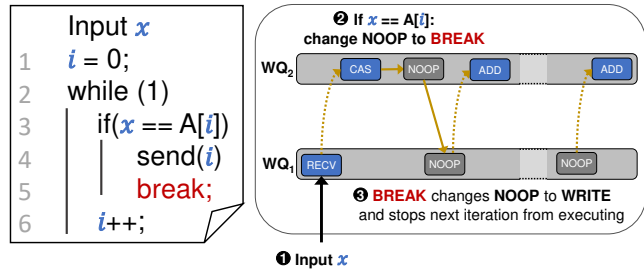 Input x
1 i = 0;
2 while (1)
3 if(x == A[i])
4 send(i)
5 break;
6 i++;
❷ If x == A[i]:
change NOOP to BREAK
WQ2 CAS NOOP ADD ADD
WQ1 RECV NOOP NOOP
❸ BREAK changes NOOP to WRITE
and stops next iteration from executing
❶ Input x